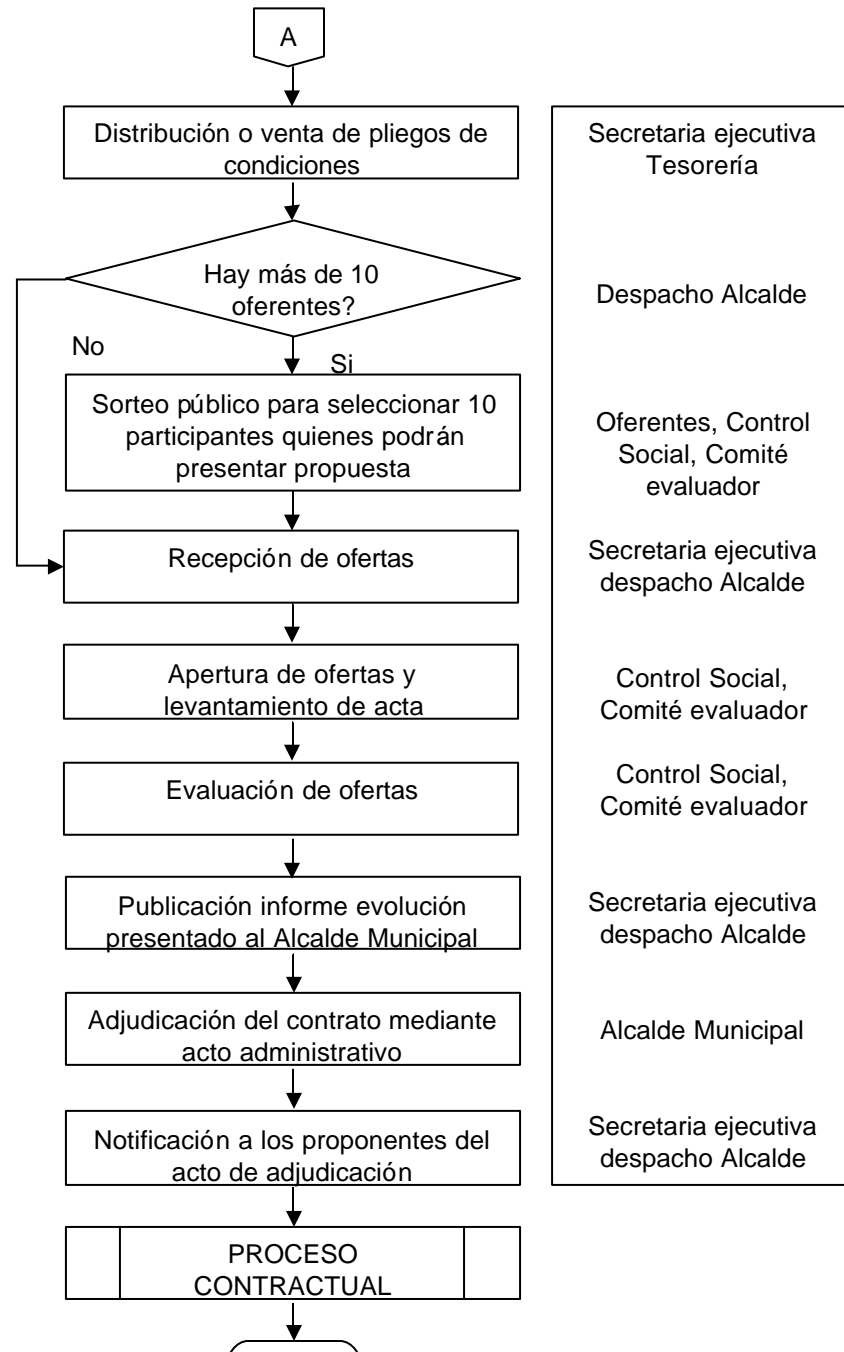 A
Distribución o venta de pliegos de
condiciones
Secretaria ejecutiva
Tesorería
Hay más de 10
oferentes?
Despacho Alcalde
No
Si
Sorteo público para seleccionar 10
participantes quienes podrán
presentar propuesta
Oferentes, Control
Social, Comité
evaluador
Recepción de ofertas
Secretaria ejecutiva
despacho Alcalde
Apertura de ofertas y
levantamiento de acta
Control Social,
Comité evaluador
Evaluación de ofertas
Control Social,
Comité evaluador
Publicación informe evolución
presentado al Alcalde Municipal
Secretaria ejecutiva
despacho Alcalde
Adjudicación del contrato mediante
acto administrativo
Alcalde Municipal
Notificación a los proponentes del
acto de adjudicación
Secretaria ejecutiva
despacho Alcalde
PROCESO
CONTRACTUAL